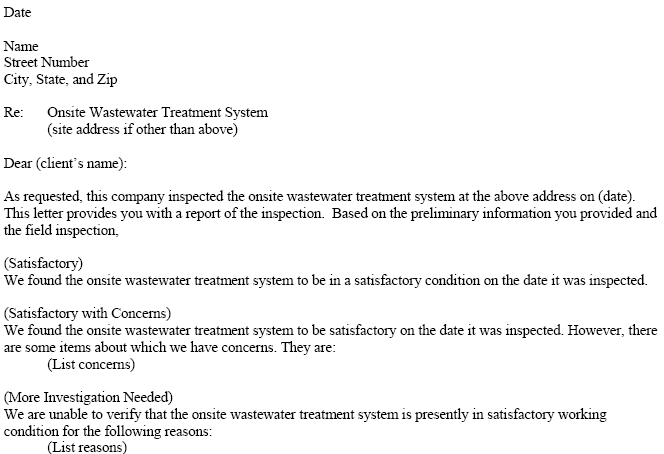 Date
Name
Street Number
City, State, and Zip
Re: Onsite Wastewater Treatment System
(site address if other than above)
Dear (client's name):
As requested, this company inspected the onsite wastewater treatment system at the above address on (date).
This letter provides you with a report of the inspection. Based on the preliminary information you provided and
the field inspection,
(Satisfactory)
We found the onsite wastewater treatment system to be in a satisfactory condition on the date it was inspected.
(Satisfactory with Concerns)
We found the onsite wastewater treatment system to be satisfactory on the date it was inspected. However, there
are some items about which we have concerns. They are:
(List concerns)
(More Investigation Needed)
We are unable to verify that the onsite wastewater treatment system is presently in satisfactory working
condition for the following reasons:
(List reasons)